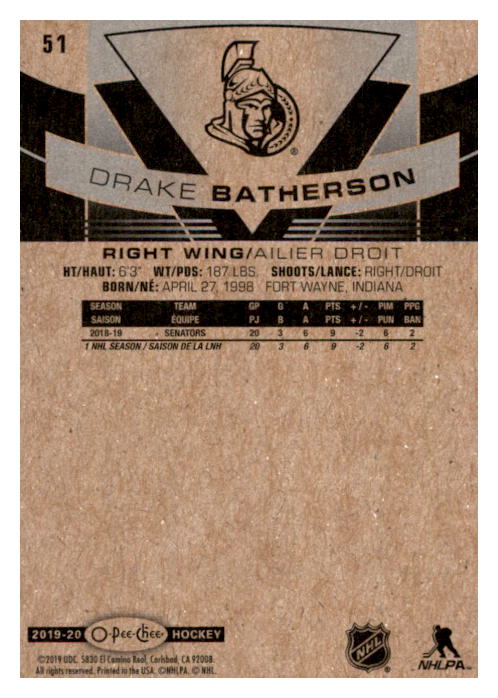 51
DRAKE BATHERSON
RIGHT WING/AILIER DROIT
HT/HAUT: 6'3" WT/PDS: 187 LBS. SHOOTS/LANCE: RIGHT/DROIT
BORN/NÉ: APRIL 27, 1998 FORT WAYNE, INDIANA
SEASON TEAM GP G A PTS +/- PIM PPG
SAISON ÉQUIPE PJ B A PTS +/- PUN BAN
2018-19 SENATORS 20 3 6 9 -2 6 2
1 NHL SEASON / SAISON DE LA LNH 20 3 6 9 -2 6 2
2019-20 O-Pee-Chee HOCKEY
©2019 UDC. 5830 El Camino Real, Carlsbad, CA 92008.
All rights reserved. Printed in the USA. ©NHLPA. © NHL.
NHL
NHLPA